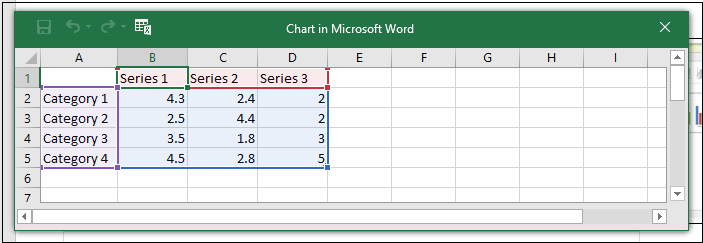 Chart in Microsoft Word
A B C D E F G H I
1 Series 1 Series 2 Series 3
2 Category 1 4.3 2.4 2
3 Category 2 2.5 4.4 2
4 Category 3 3.5 1.8 3
5 Category 4 4.5 2.8 5
6
7